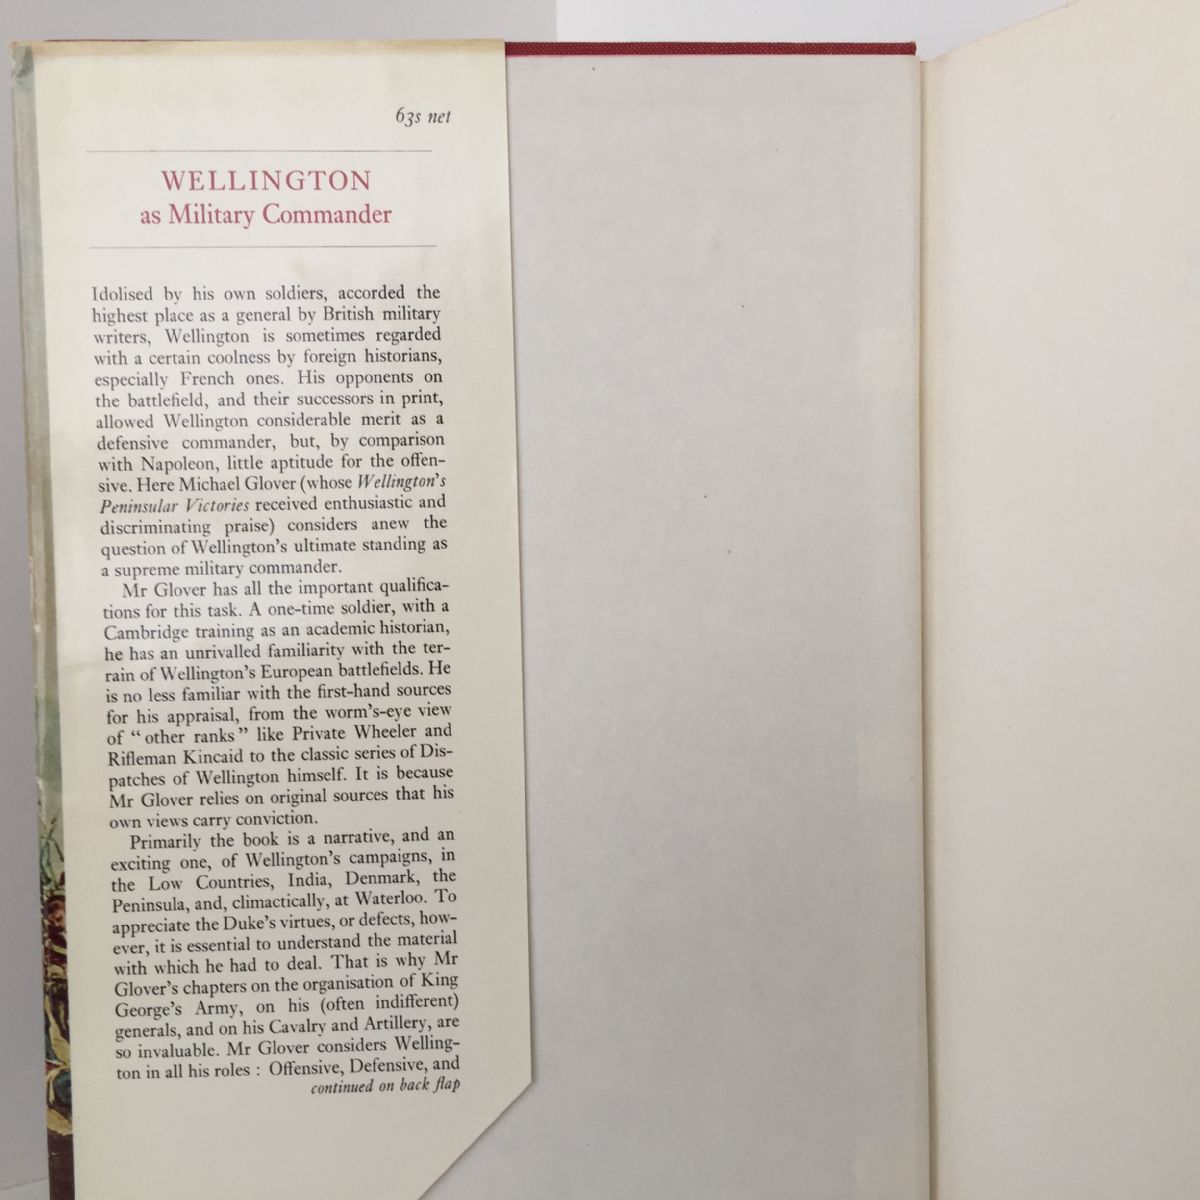 63s net
WELLINGTON
as Military Commander
Idolised by his own soldiers, accorded the
highest place as a general by British military
writers, Wellington is sometimes regarded
with a certain coolness by foreign historians,
especially French ones. His opponents on
the battlefield, and their successors in print,
allowed Wellington considerable merit as a
defensive commander, but, by comparison
with Napoleon, little aptitude for the offen-
sive. Here Michael Glover (whose Wellington's
Peninsular Victories received enthusiastic and
discriminating praise) considers anew the
question of Wellington's ultimate standing as
a supreme military commander.
Mr Glover has all the important qualifica-
tions for this task. A one-time soldier, with a
Cambridge training as an academic historian,
he has an unrivalled familiarity with the ter-
rain of Wellington's European battlefields. He
is no less familiar with the first-hand sources
for his appraisal, from the worm's-eye view
of "other ranks" like Private Wheeler and
Rifleman Kincaid to the classic series of Dis-
patches of Wellington himself. It is because
Mr Glover relies on original sources that his
own views carry conviction.
Primarily the book is a narrative, and an
exciting one, of Wellington's campaigns, in
the Low Countries, India, Denmark, the
Peninsula, and, climactically, at Waterloo. To
appreciate the Duke's virtues, or defects, how-
ever, it is essential to understand the material
with which he had to deal. That is why Mr
Glover's chapters on the organisation of King
George's Army, on his (often indifferent)
generals, and on his Cavalry and Artillery, are
so invaluable. Mr Glover considers Welling-
ton in all his roles : Offensive, Defensive, and
continued on back flap